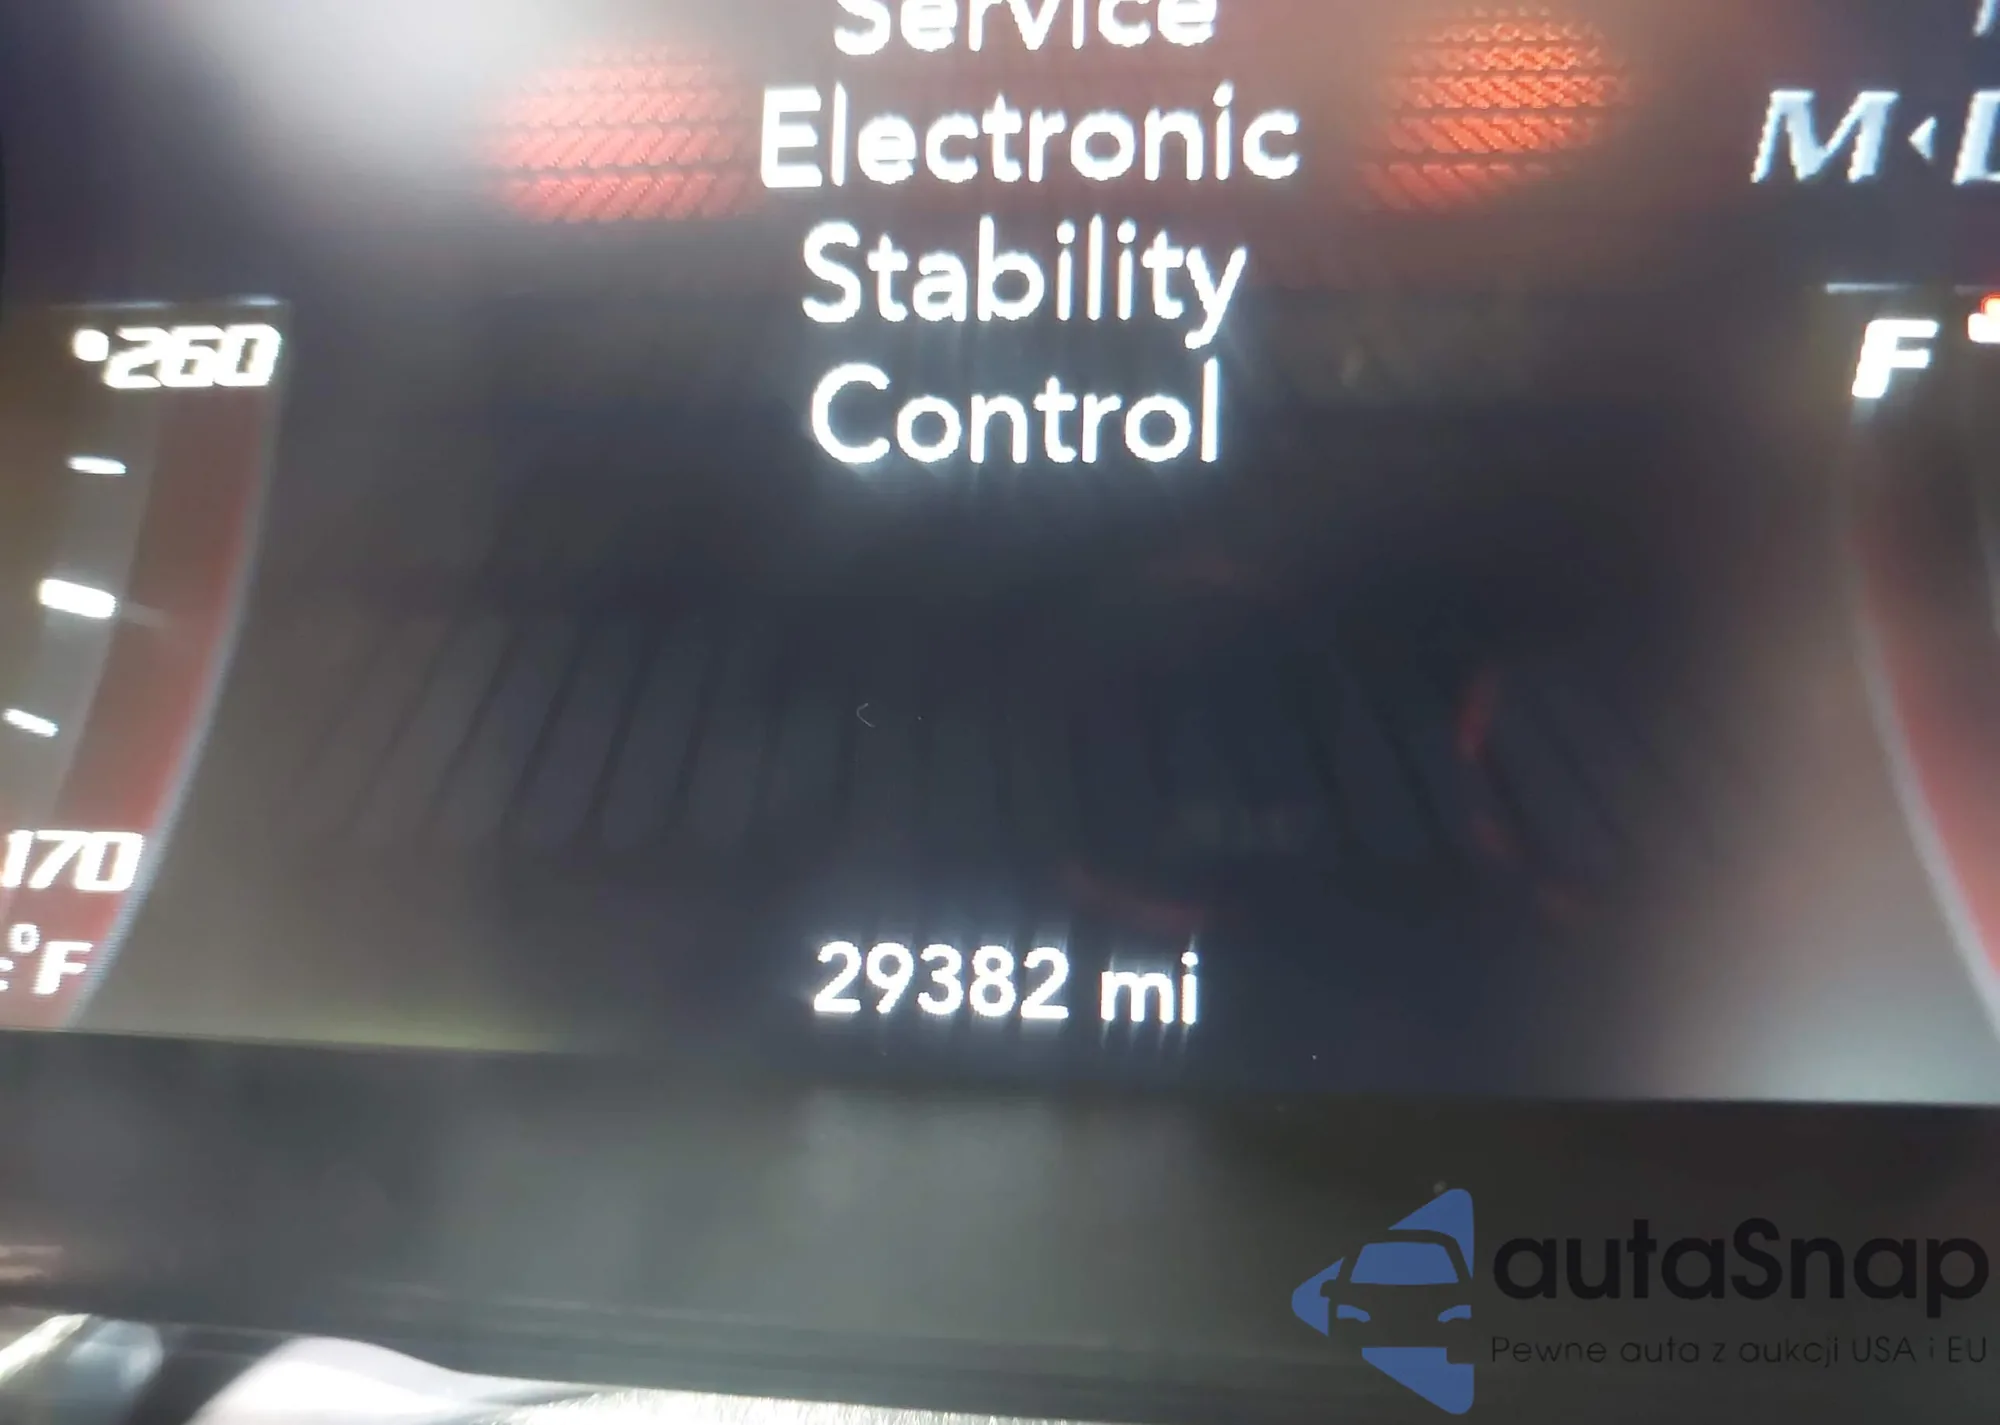 Service
Electronic
Stability
Control
M
260
F
170
°F
29382 mi
autaSnap
Pewne auta z aukcji USA i EU